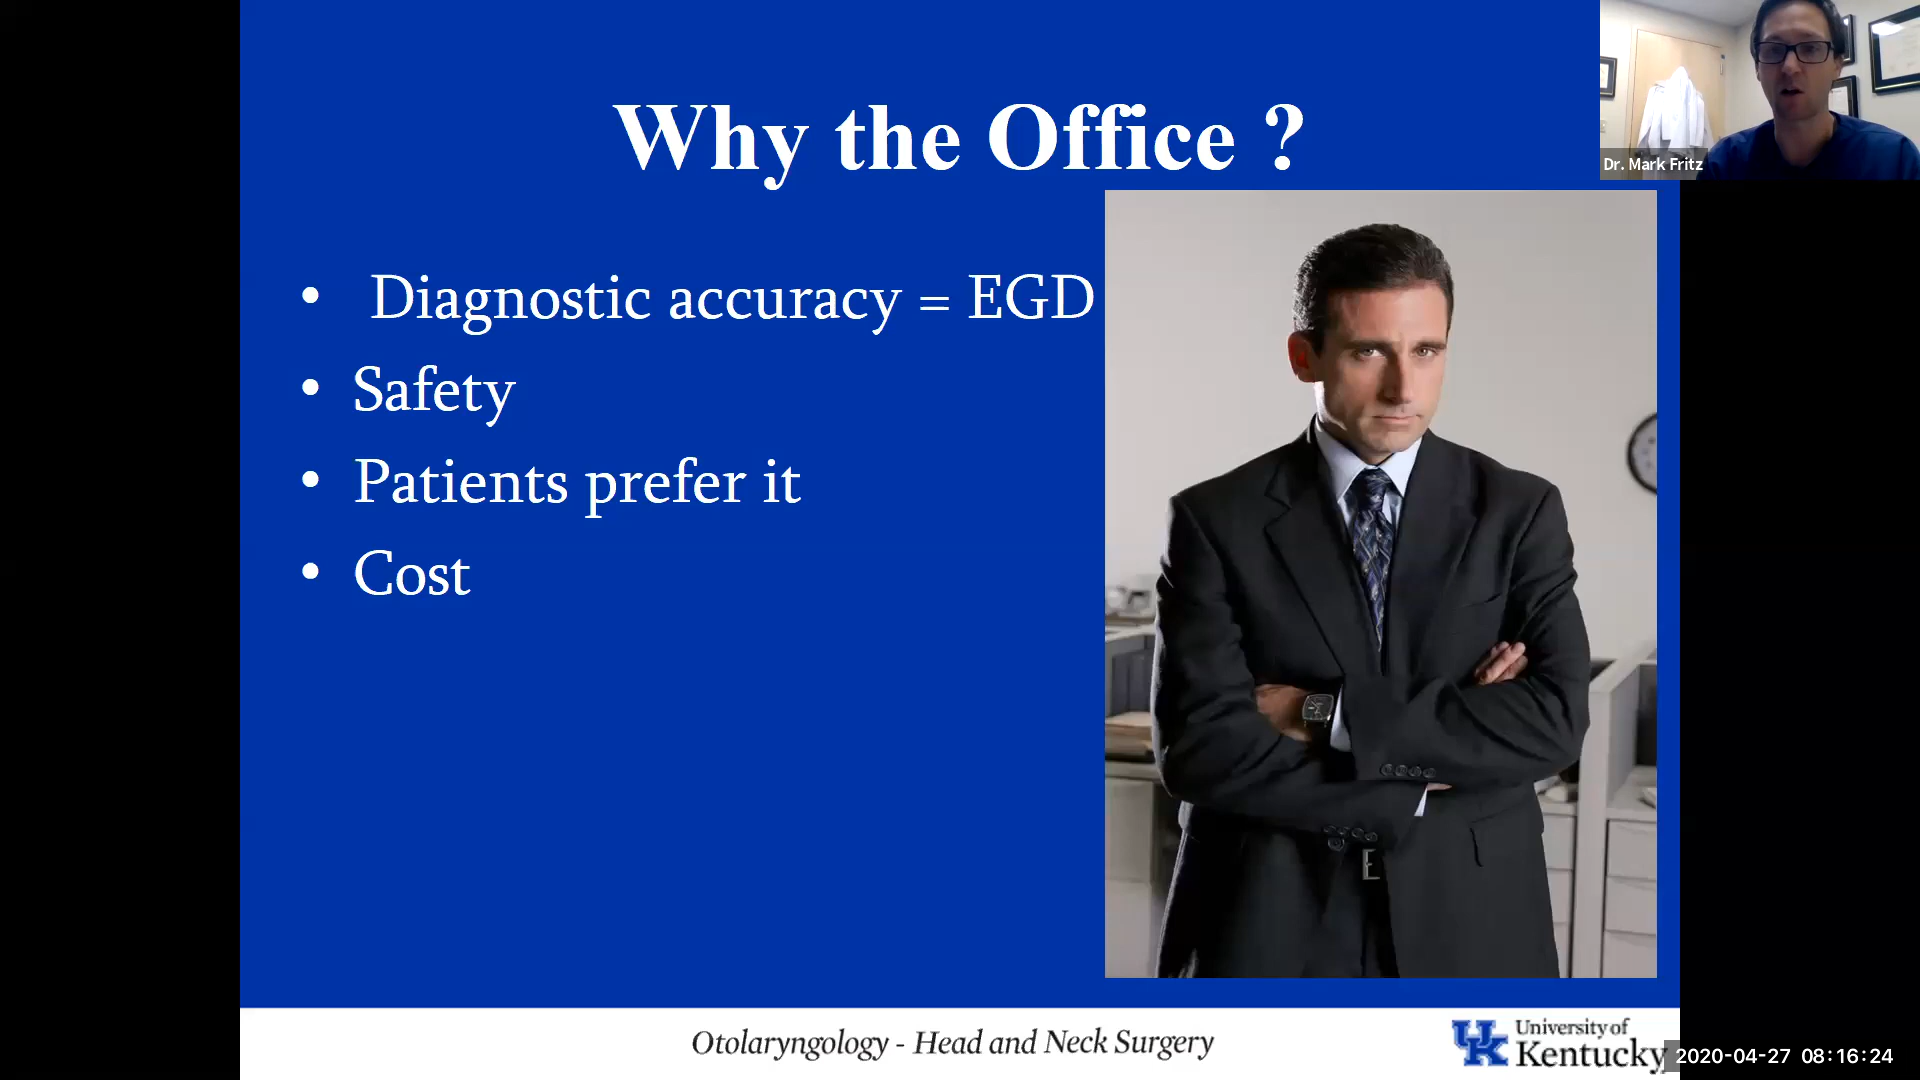 Why the Office ?
• Diagnostic accuracy = EGD
• Safety
• Patients prefer it
• Cost
Dr. Mark Fritz
E
Otolaryngology - Head and Neck Surgery
UK
University of
Kentucky
2020-04-27 08:16:24